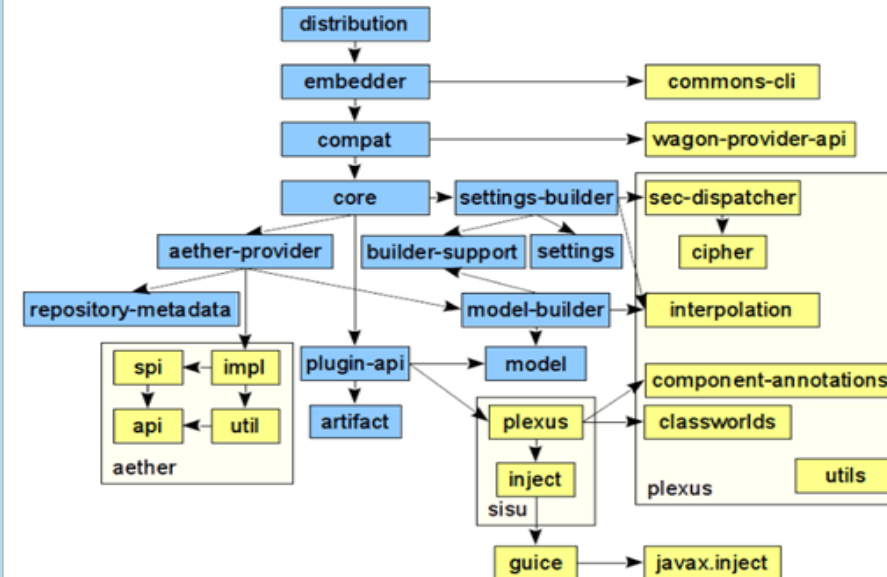 distribution
embedder
commons-cli
compat
wagon-provider-api
core
settings-builder
sec-dispatcher
aether-provider
builder-support
settings
cipher
repository-metadata
model-builder
interpolation
spi
impl
plugin-api
model
component-annotations
api
util
artifact
plexus
classworlds
aether
inject
utils
plexus
sisu
guice
javax.inject